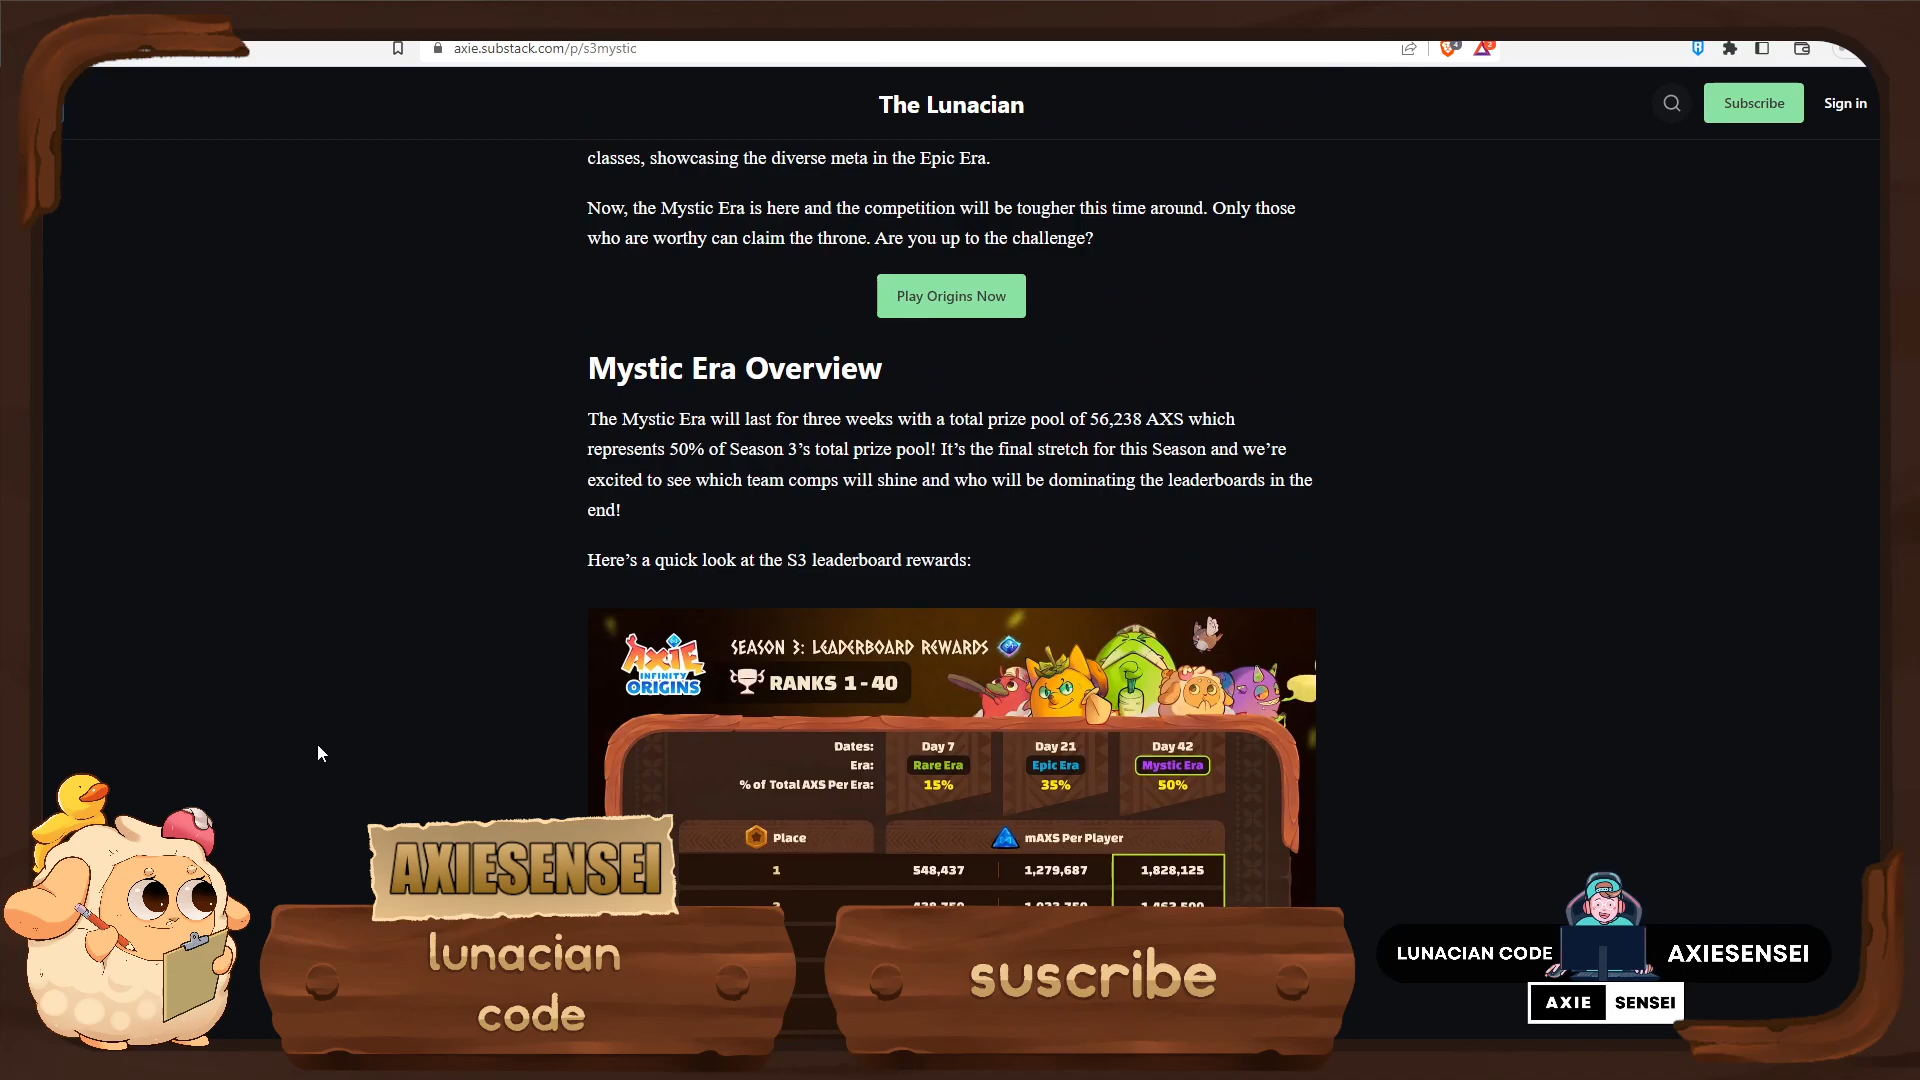 axie.substack.com/p/s3mystic
The Lunacian
Subscribe
Sign in
classes, showcasing the diverse meta in the Epic Era.
Now, the Mystic Era is here and the competition will be tougher this time around. Only those
who are worthy can claim the throne. Are you up to the challenge?
Play Origins Now
Mystic Era Overview
The Mystic Era will last for three weeks with a total prize pool of 56,238 AXS which
represents 50% of Season 3’s total prize pool! It’s the final stretch for this Season and we’re
excited to see which team comps will shine and who will be dominating the leaderboards in the
end!
Here’s a quick look at the S3 leaderboard rewards:
AXIE
INFINITY
ORIGINS
SEASON 3: LEADERBOARD REWARDS
RANKS 1 - 40
Dates: Day 7 Day 21 Day 42
Era: Rare Era Epic Era Mystic Era
% of Total AXS Per Era: 15% 35% 50%
Place mAXS Per Player
1 548,437 1,279,687 1,828,125
AXIESENSEI
lunacian
code
suscribe
LUNACIAN CODE AXIESENSEI
AXIE SENSEI